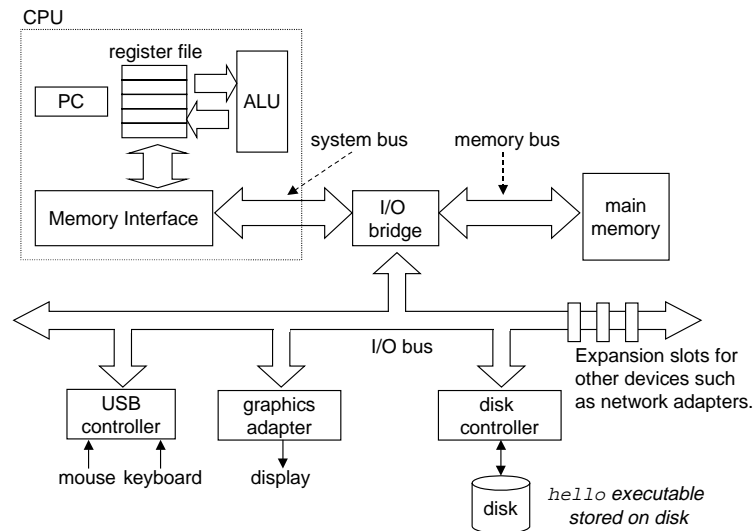 CPU
register file
PC
ALU
system bus
memory bus
Memory Interface
I/O
bridge
main
memory
I/O bus
Expansion slots for
other devices such
as network adapters.
USB
controller
graphics
adapter
disk
controller
mouse keyboard
display
disk
hello executable
stored on disk